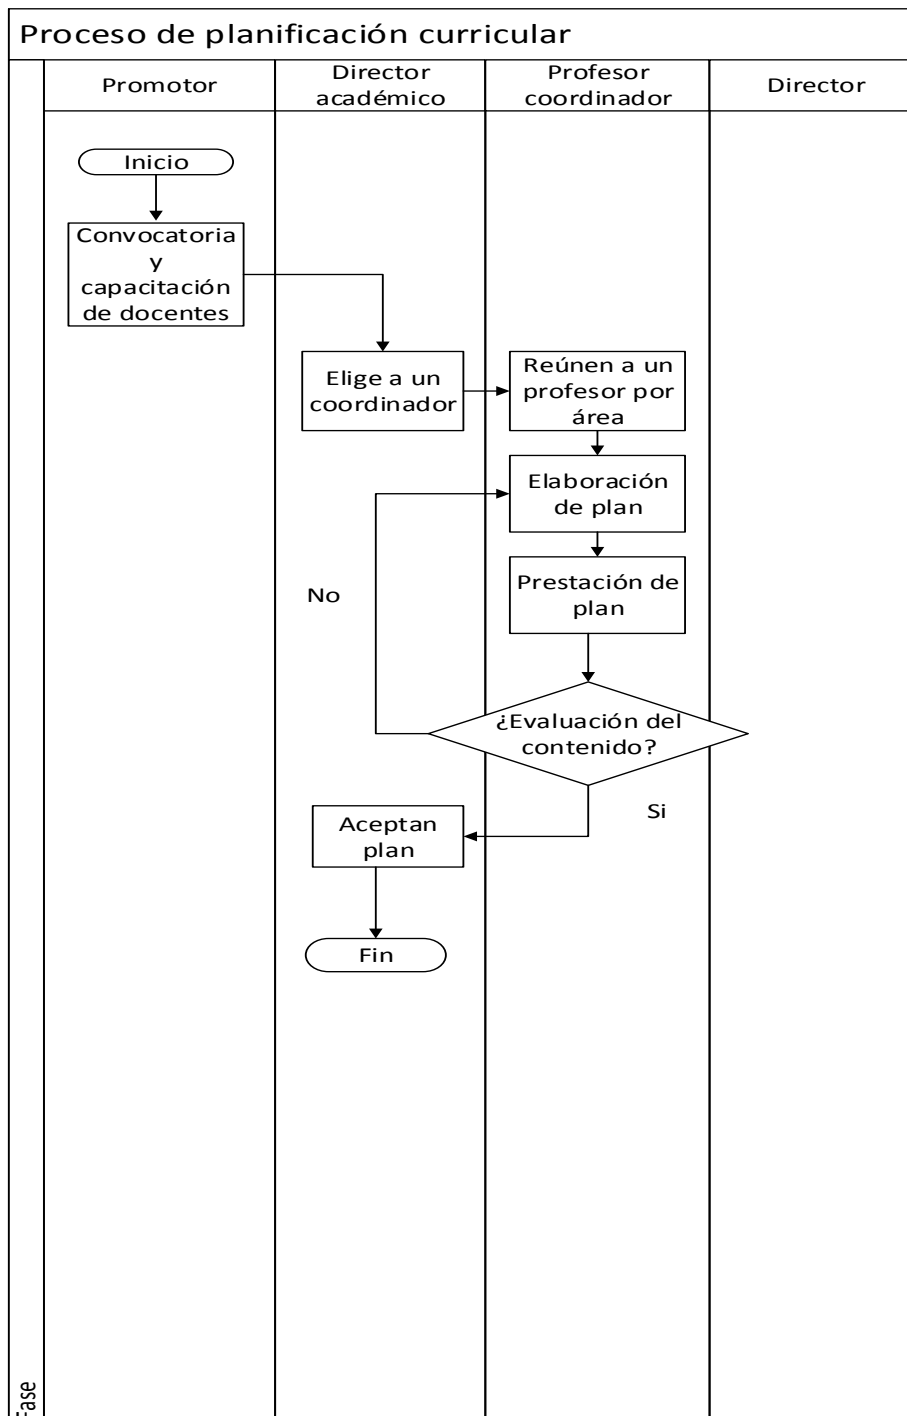 Proceso de planificación curricular
Promotor
Director
académico
Profesor
coordinador
Director
Inicio
Convocatoria
y
capacitación
de docentes
Elige a un
coordinador
Reúnen a un
profesor por
área
Elaboración
de plan
Prestación de
plan
No
¿Evaluación del
contenido?
Si
Aceptan
plan
Fin
Fase